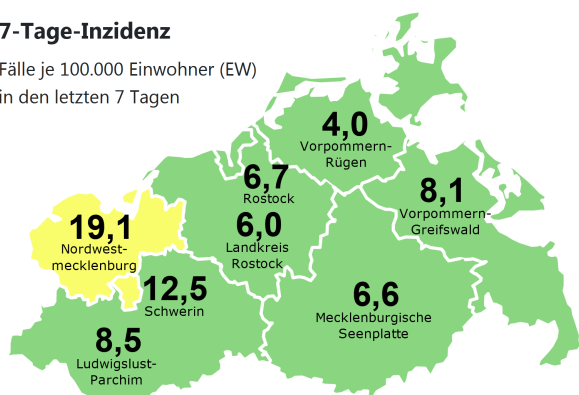 7-Tage-Inzidenz
Fälle je 100.000 Einwohner (EW)
in den letzten 7 Tagen
4,0
Vorpommern-
Rügen
6,7
Rostock
8,1
Vorpommern-
Greifswald
19,1
Nordwest-
mecklenburg
6,0
Landkreis
Rostock
12,5
Schwerin
6,6
Mecklenburgische
Seenplatte
8,5
Ludwigslust-
Parchim